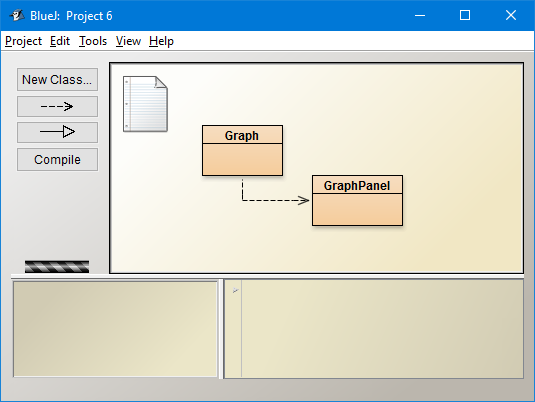 BlueJ:  Project 6
Project Edit Tools View Help
New Class...
Compile
Graph
GraphPanel